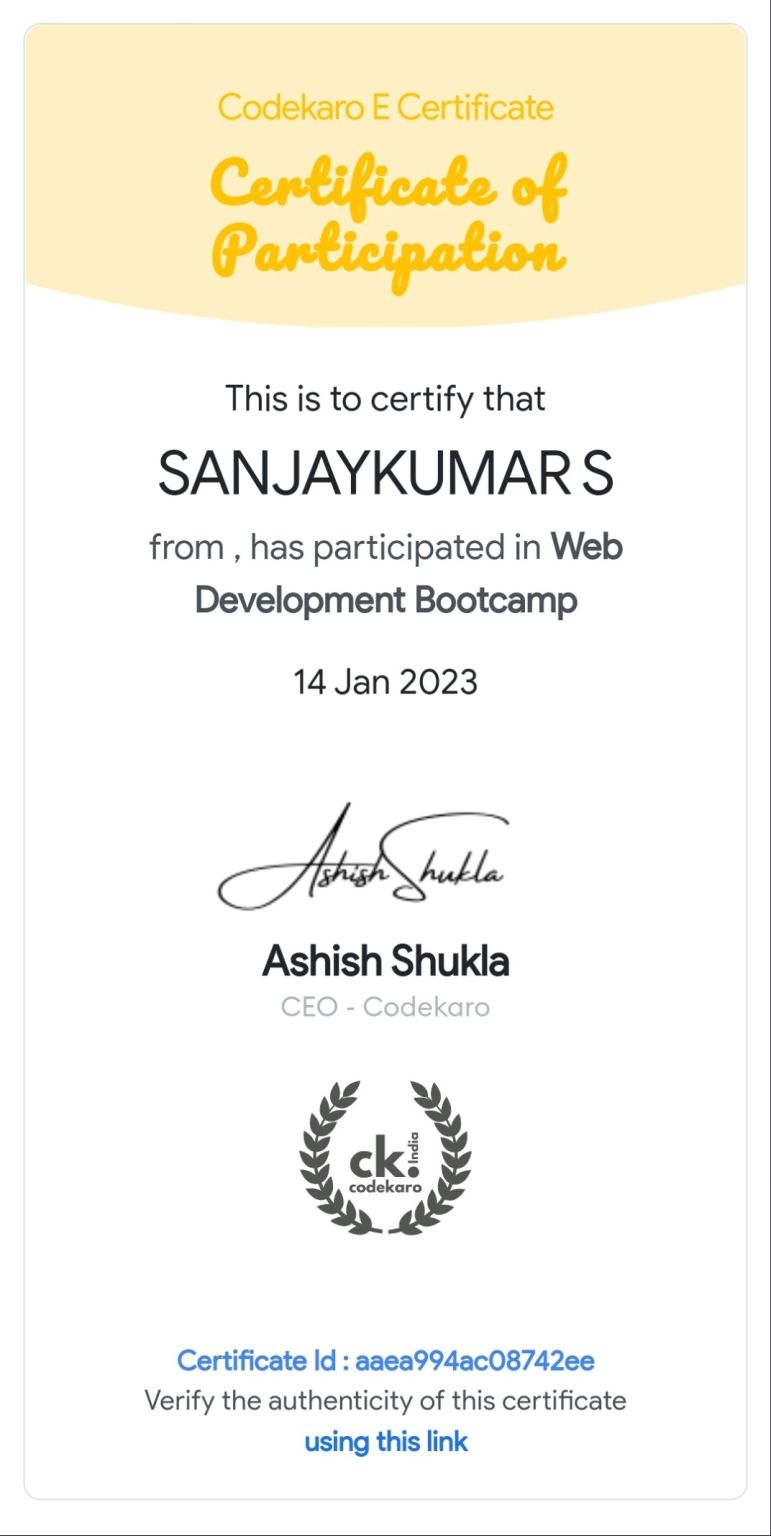 Codekaro E Certificate
Certificate of
Participation
This is to certify that
SANJAYKUMAR S
from , has participated in Web
Development Bootcamp
14 Jan 2023
Ashish Shukla
Ashish Shukla
CEO - Codekaro
ck. India
codekaro
Certificate Id : aaea994ac08742ee
Verify the authenticity of this certificate
using this link